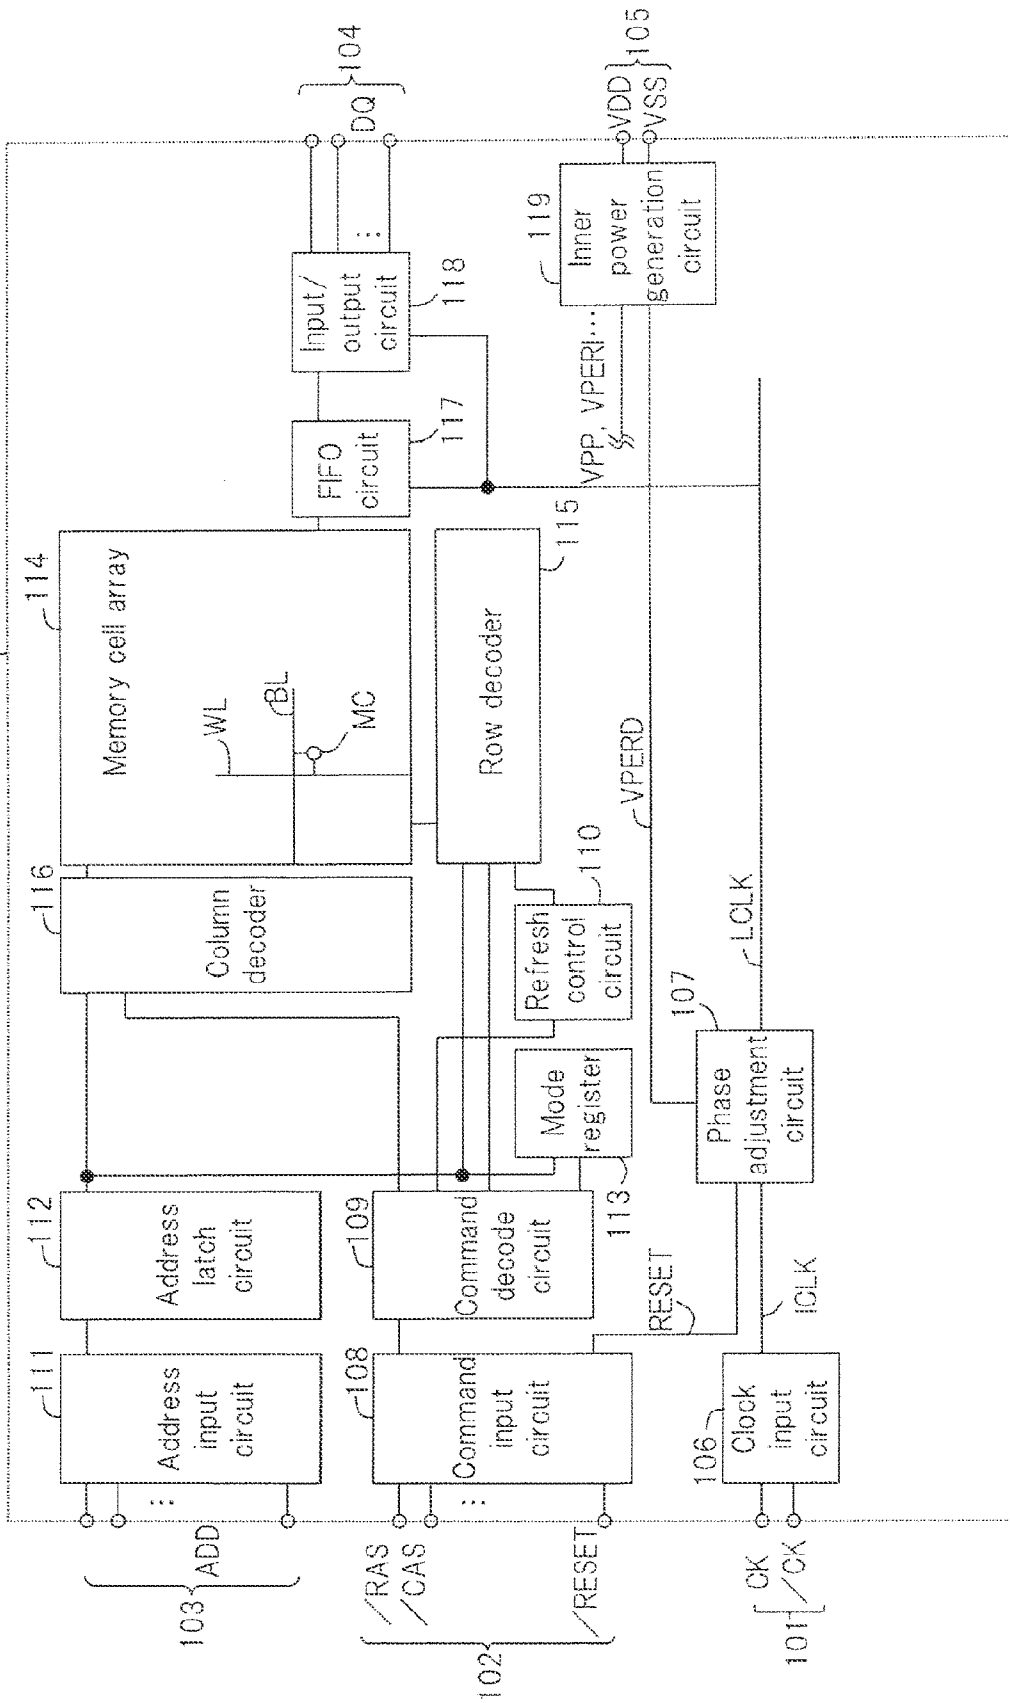 103
ADD
111
Address
input
circuit
112
Address
latch
circuit
116
Column
decoder
114
Memory cell array
WL
BL
MC
117
FIFO
circuit
118
Input/
output
circuit
DQ
104
102
/RAS
/CAS
/RESET
108
Command
input
circuit
109
Command
decode
circuit
113
Mode
register
110
Refresh
control
circuit
115
Row decoder
119
Inner
power
generation
circuit
VDD
VSS
105
VPP, VPERI...
VPERD
RESET
101
CK
/CK
106
Clock
input
circuit
ICLK
107
Phase
adjustment
circuit
LCLK